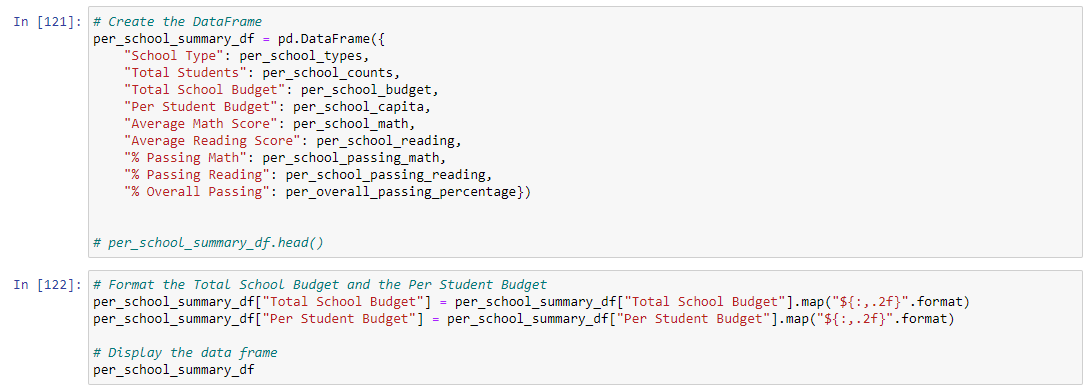 In [121]: # Create the DataFrame
per_school_summary_df = pd.DataFrame({
    "School Type": per_school_types,
    "Total Students": per_school_counts,
    "Total School Budget": per_school_budget,
    "Per Student Budget": per_school_capita,
    "Average Math Score": per_school_math,
    "Average Reading Score": per_school_reading,
    "% Passing Math": per_school_passing_math,
    "% Passing Reading": per_school_passing_reading,
    "% Overall Passing": per_overall_passing_percentage})
# per_school_summary_df.head()
In [122]: # Format the Total School Budget and the Per Student Budget
per_school_summary_df["Total School Budget"] = per_school_summary_df["Total School Budget"].map("${:,.2f}".format)
per_school_summary_df["Per Student Budget"] = per_school_summary_df["Per Student Budget"].map("${:,.2f}".format)
# Display the data frame
per_school_summary_df